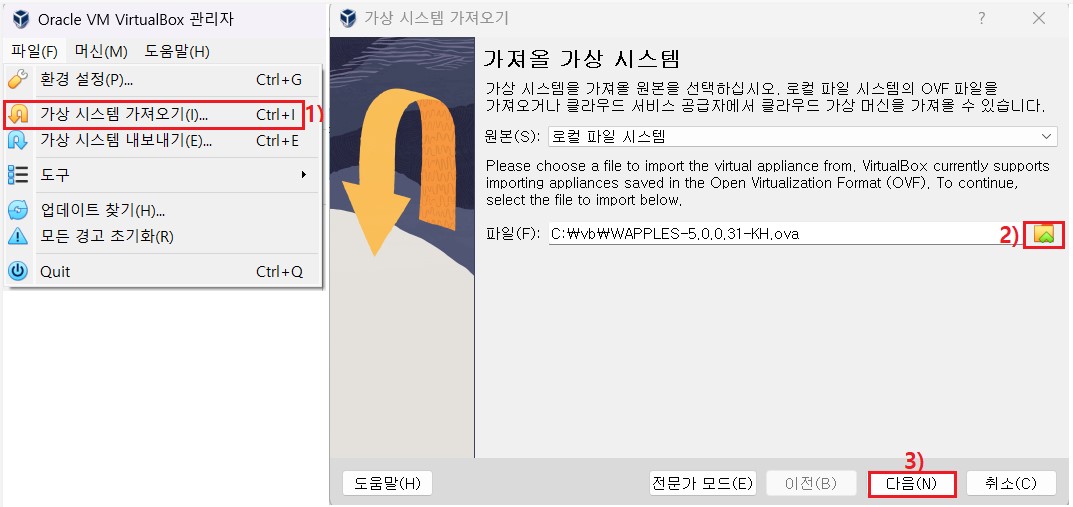 Oracle VM VirtualBox 관리자
파일(F) 머신(M) 도움말(H)
환경 설정(P)... Ctrl+G
가상 시스템 가져오기(I)... Ctrl+I 1)
가상 시스템 내보내기(E)... Ctrl+E
도구
업데이트 찾기(H)...
모든 경고 초기화(R)
Quit Ctrl+Q
가상 시스템 가져오기 ?
가져올 가상 시스템
가상 시스템을 가져올 원본을 선택하십시오. 로컬 파일 시스템의 OVF 파일을
가져오거나 클라우드 서비스 공급자에서 클라우드 가상 머신을 가져올 수 있습니다.
원본(S): 로컬 파일 시스템
Please choose a file to import the virtual appliance from. VirtualBox currently supports
importing appliances saved in the Open Virtualization Format (OVF). To continue,
select the file to import below.
파일(F): C:₩vb₩WAPPLES-5.0.0.31-KH.ova 2)
3)
도움말(H) 전문가 모드(E) 이전(B) 다음(N) 취소(C)